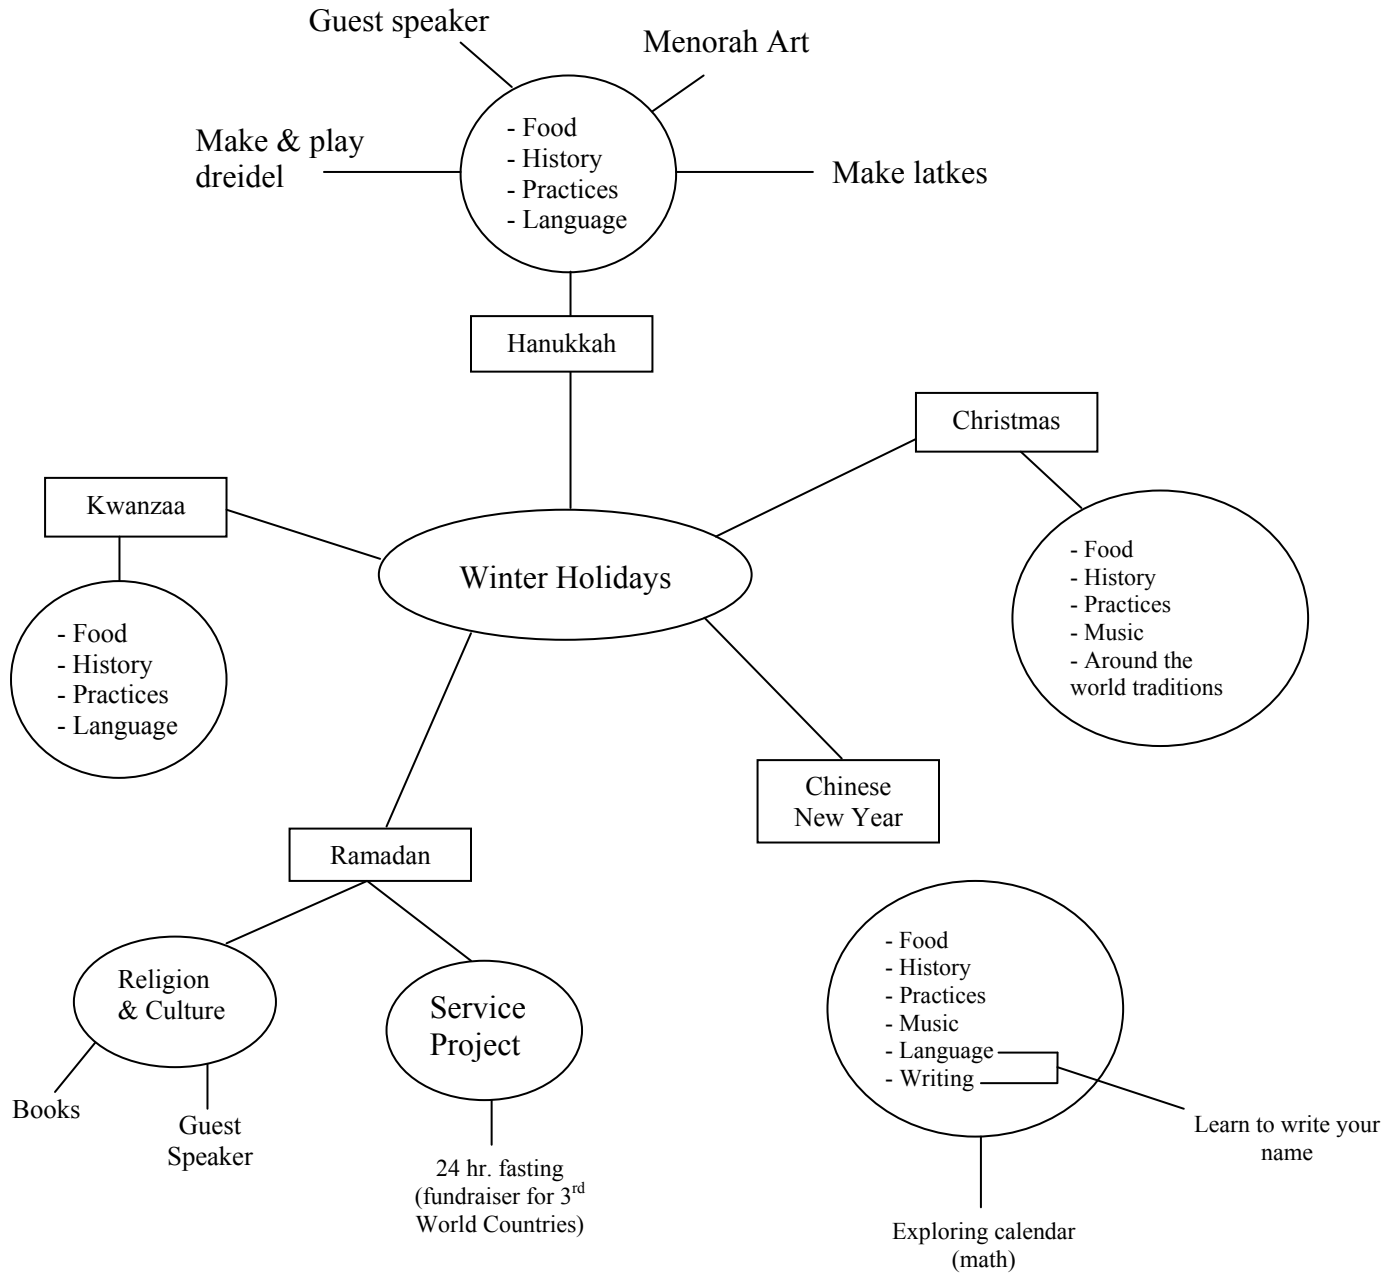 Guest speaker
Menorah Art
Make & play
dreidel
- Food
- History
- Practices
- Language
Make latkes
Hanukkah
Christmas
Kwanzaa
Winter Holidays
- Food
- History
- Practices
- Music
- Around the
world traditions
- Food
- History
- Practices
- Language
Chinese
New Year
Ramadan
Religion
& Culture
Service
Project
- Food
- History
- Practices
- Music
- Language
- Writing
Books
Guest
Speaker
Learn to write your
name
24 hr. fasting
(fundraiser for 3rd
World Countries)
Exploring calendar
(math)